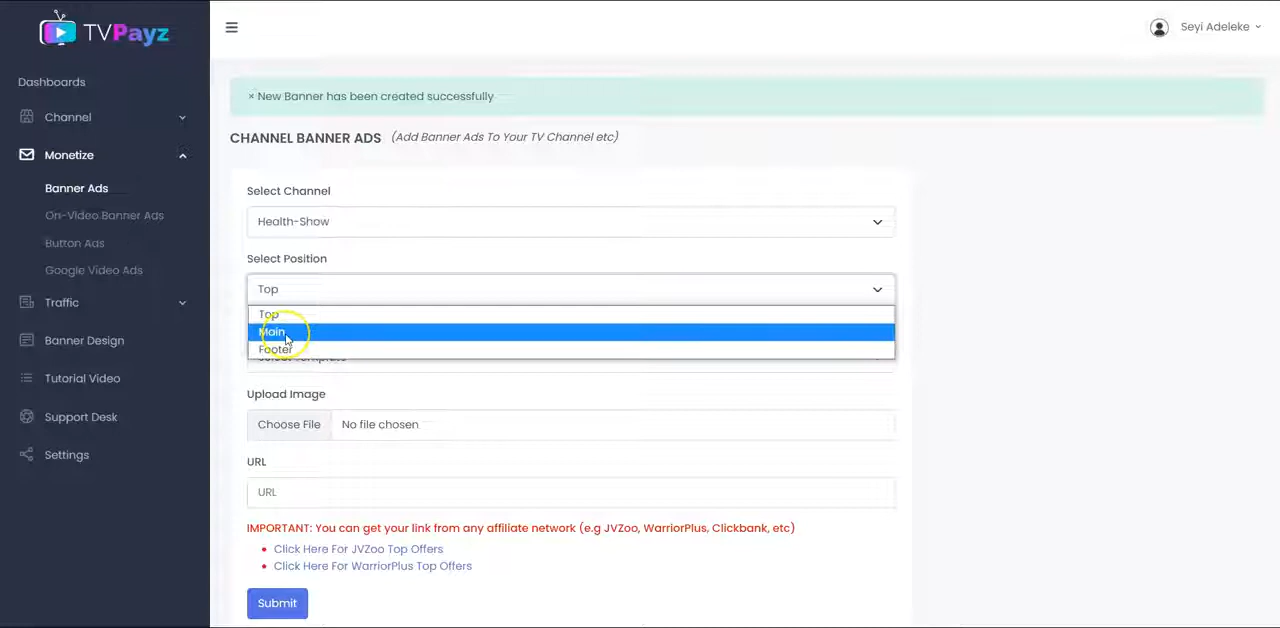 TVPayz
Seyi Adeleke
Dashboards
Channel
Monetize
Banner Ads
On-Video Banner Ads
Button Ads
Google Video Ads
Traffic
Banner Design
Tutorial Video
Support Desk
Settings
× New Banner has been created successfully
CHANNEL BANNER ADS (Add Banner Ads To Your TV Channel etc)
Select Channel
Health-Show
Select Position
Top
Top
Main
Footer
Select Template
Upload Image
Choose File No file chosen
URL
URL
IMPORTANT: You can get your link from any affiliate network (e.g JVZoo, WarriorPlus, Clickbank, etc)
• Click Here For JVZoo Top Offers
• Click Here For WarriorPlus Top Offers
Submit